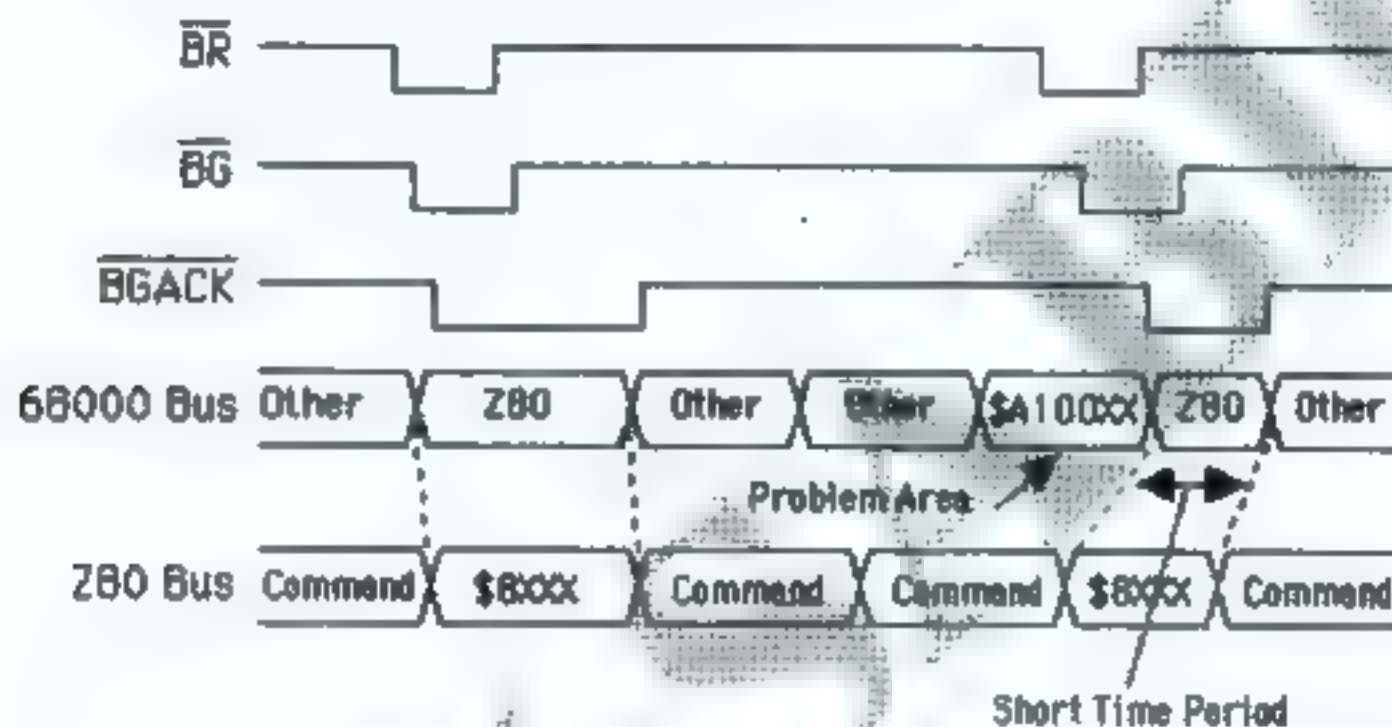 BR
BG
BGACK
68000 Bus Other Z80 Other Other $A100XX Z80 Other
Problem Area
Z80 Bus Command $8XXX Command Command $8XXX Command
Short Time Period